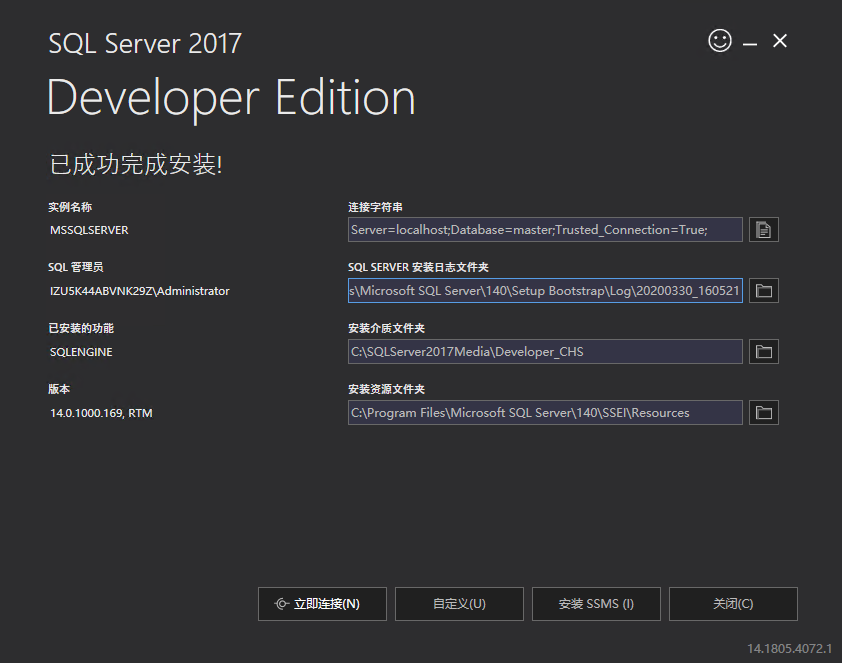 SQL Server 2017
Developer Edition
已成功完成安装!
实例名称
MSSQLSERVER
连接字符串
Server=localhost;Database=master;Trusted_Connection=True;
SQL 管理员
IZU5K44ABVNK29Z\Administrator
SQL SERVER 安装日志文件夹
s\Microsoft SQL Server\140\Setup Bootstrap\Log\20200330_160521
已安装的功能
SQLENGINE
安装介质文件夹
C:\SQLServer2017Media\Developer_CHS
版本
14.0.1000.169, RTM
安装资源文件夹
C:\Program Files\Microsoft SQL Server\140\SSEI\Resources
立即连接(N)
自定义(U)
安装 SSMS (I)
关闭(C)
14.1805.4072.1